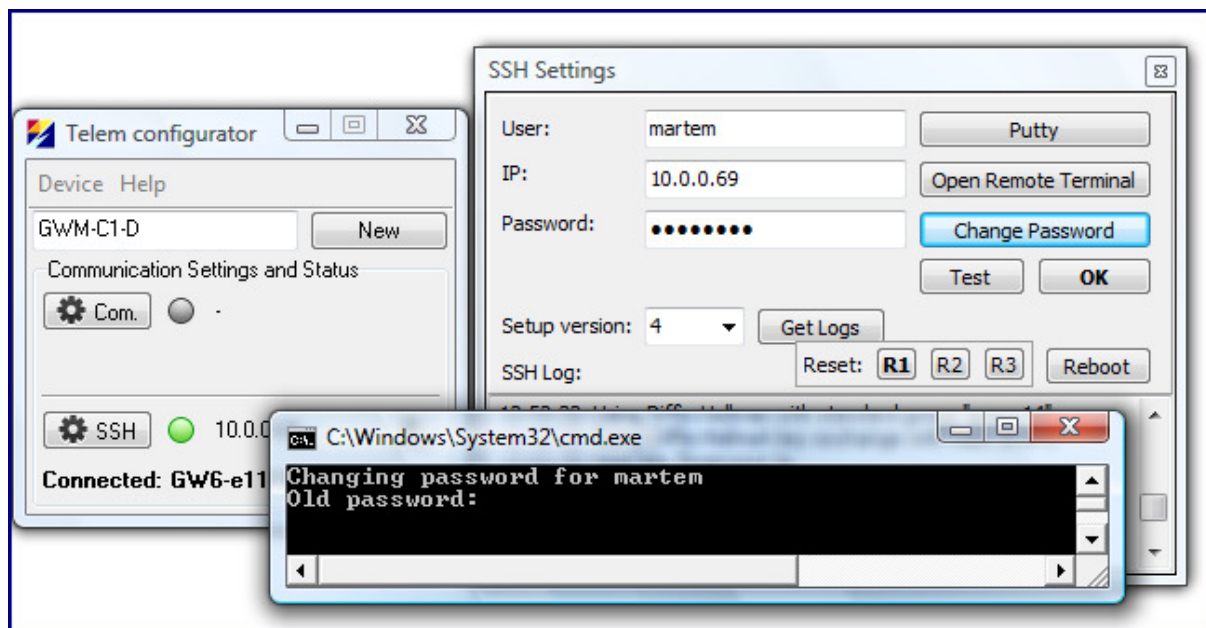 SSH Settings
User: martem Putty
IP: 10.0.0.69 Open Remote Terminal
Password: •••••••• Change Password
Test OK
Setup version: 4 Get Logs
Reset: R1 R2 R3 Reboot
SSH Log:
Telem configurator
Device Help
GWM-C1-D New
Communication Settings and Status
Com. -
SSH 10.0.0
Connected: GW6-e11
C:\Windows\System32\cmd.exe
Changing password for martem
Old password: